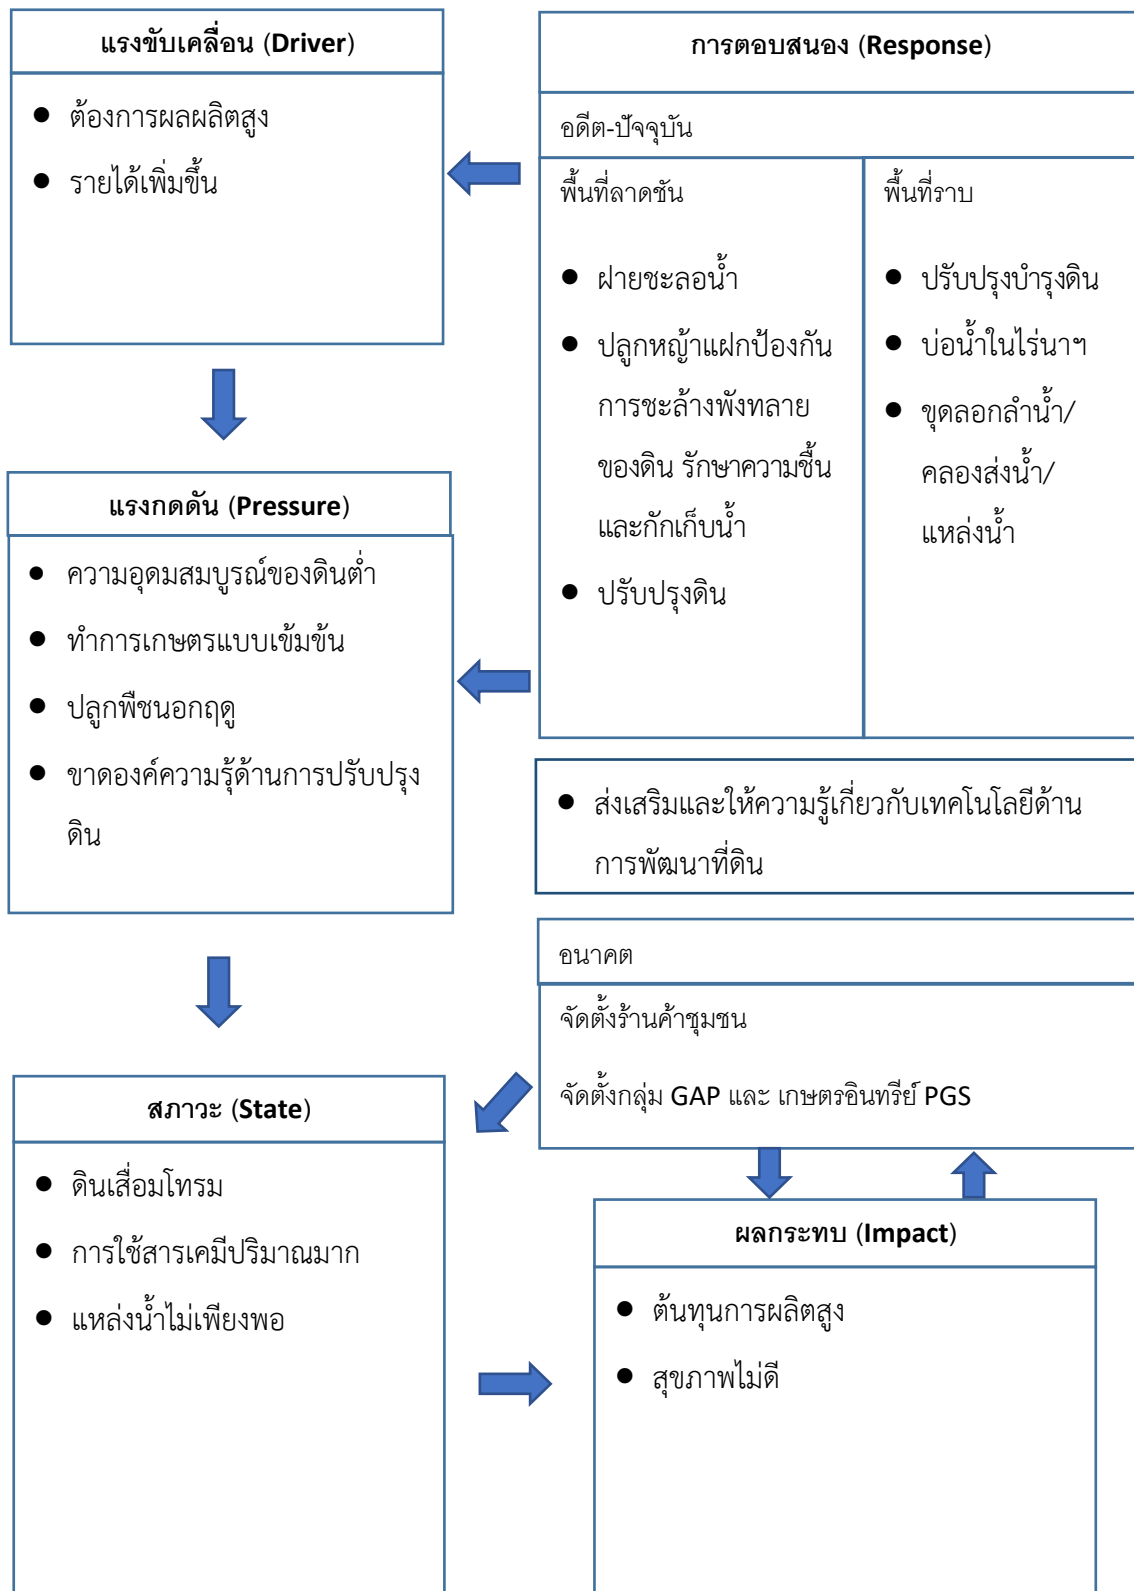 แรงขับเคลื่อน (Driver)
● ต้องการผลผลิตสูง
● รายได้เพิ่มขึ้น
การตอบสนอง (Response)
อดีต-ปัจจุบัน
พื้นที่ลาดชัน
● ฝายชะลอน้ำ
● ปลูกหญ้าแฝกป้องกัน
การชะล้างพังทลาย
ของดิน รักษาความชื้น
และกักเก็บน้ำ
● ปรับปรุงดิน
พื้นที่ราบ
● ปรับปรุงบำรุงดิน
● บ่อน้ำในไร่นาฯ
● ขุดลอกลำน้ำ/
คลองส่งน้ำ/
แหล่งน้ำ
แรงกดดัน (Pressure)
● ความอุดมสมบูรณ์ของดินต่ำ
● ทำการเกษตรแบบเข้มข้น
● ปลูกพืชนอกฤดู
● ขาดองค์ความรู้ด้านการปรับปรุง
ดิน
● ส่งเสริมและให้ความรู้เกี่ยวกับเทคโนโลยีด้าน
การพัฒนาที่ดิน
อนาคต
จัดตั้งร้านค้าชุมชน
จัดตั้งกลุ่ม GAP และ เกษตรอินทรีย์ PGS
สภาวะ (State)
● ดินเสื่อมโทรม
● การใช้สารเคมีปริมาณมาก
● แหล่งน้ำไม่เพียงพอ
ผลกระทบ (Impact)
● ต้นทุนการผลิตสูง
● สุขภาพไม่ดี